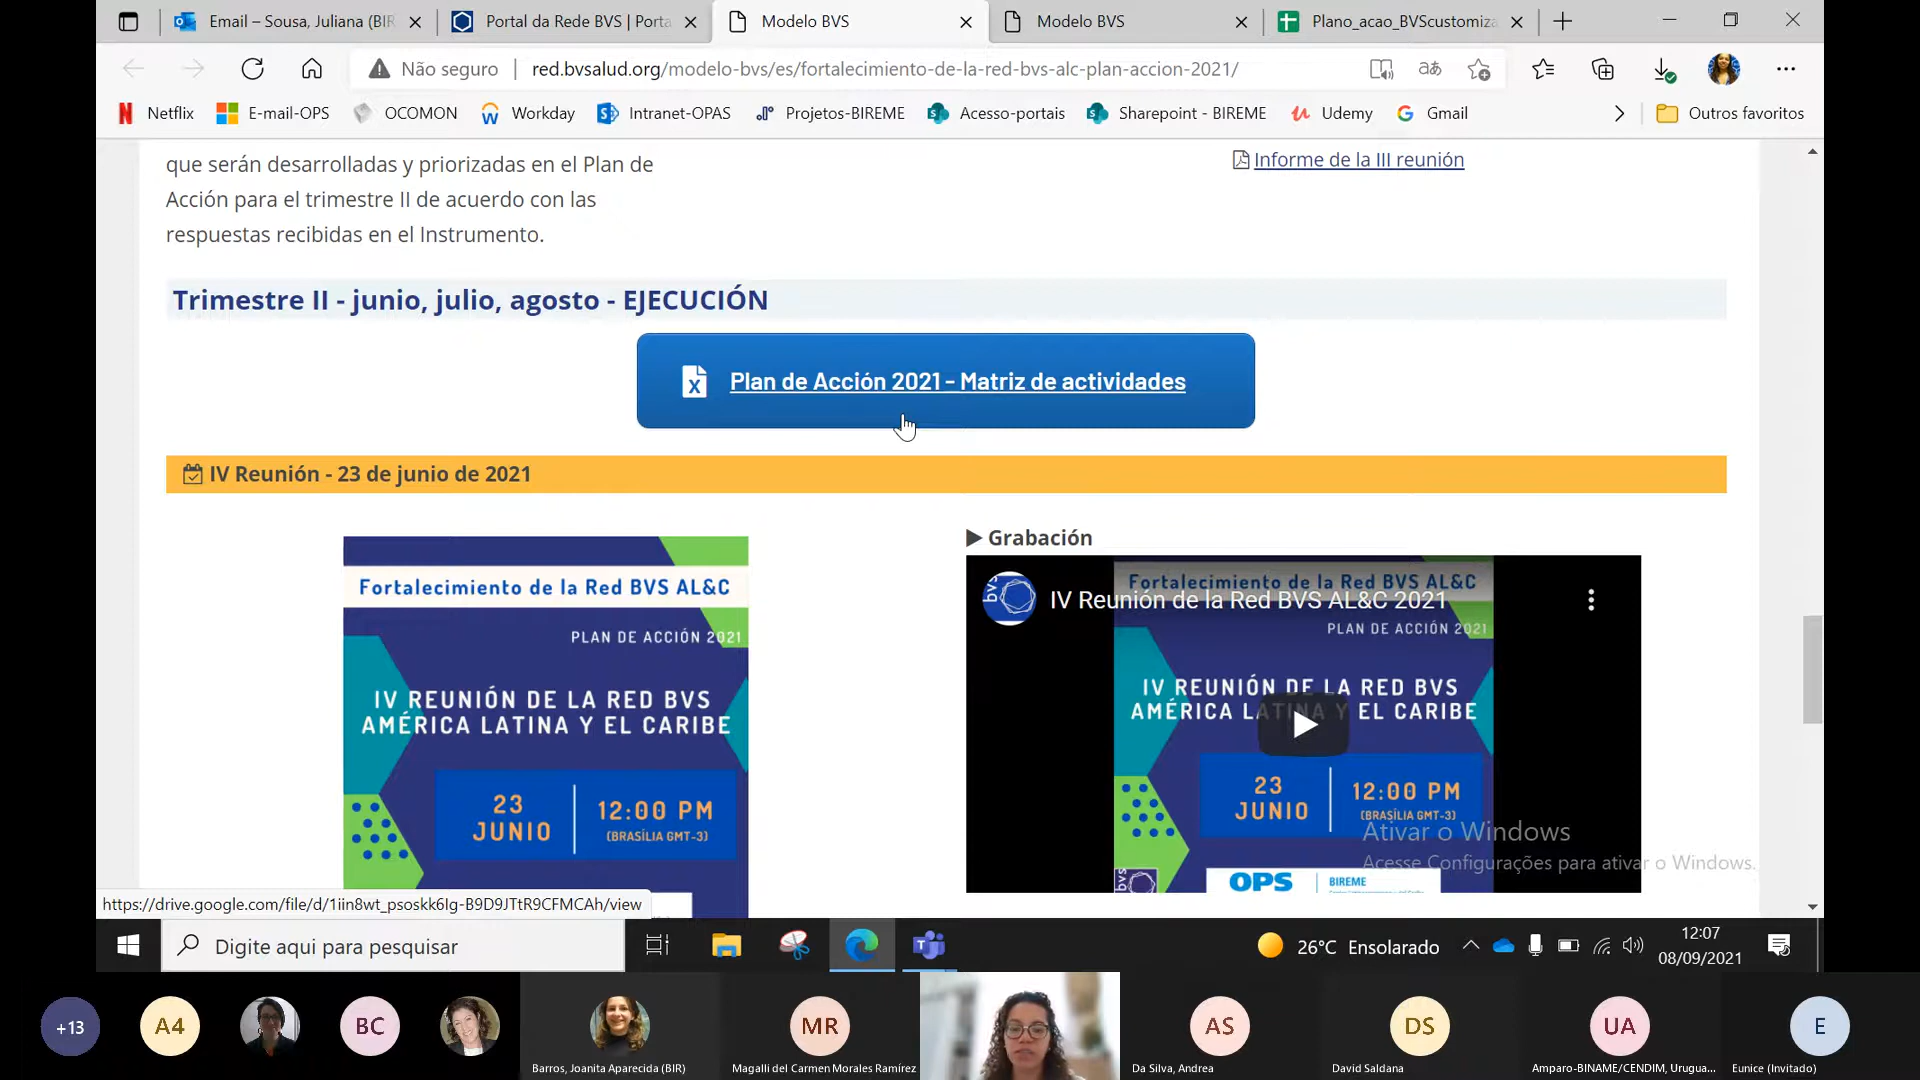 Email – Sousa, Juliana (BIR
Portal da Rede BVS | Porta
Modelo BVS
Modelo BVS
Plano_acao_BVScustomiza
Não seguro
red.bvsalud.org/modelo-bvs/es/fortalecimiento-de-la-red-bvs-alc-plan-accion-2021/
Netflix
E-mail-OPS
OCOMON
Workday
Intranet-OPAS
Projetos-BIREME
Acesso-portais
Sharepoint - BIREME
Udemy
Gmail
Outros favoritos
que serán desarrolladas y priorizadas en el Plan de
Acción para el trimestre II de acuerdo con las
respuestas recibidas en el Instrumento.
Informe de la III reunión
Trimestre II - junio, julio, agosto - EJECUCIÓN
Plan de Acción 2021 - Matriz de actividades
IV Reunión - 23 de junio de 2021
Fortalecimiento de la Red BVS AL&C
PLAN DE ACCIÓN 2021
IV REUNIÓN DE LA RED BVS
AMÉRICA LATINA Y EL CARIBE
23
JUNIO
12:00 PM
(BRASÍLIA GMT-3)
Grabación
bvs
Fortalecimiento de la Red BVS AL&C
IV Reunión de la Red BVS AL&C 2021
PLAN DE ACCIÓN 2021
IV REUNIÓN DE LA RED BVS
AMÉRICA LATINA Y EL CARIBE
23
JUNIO
12:00 PM
(BRASÍLIA GMT-3)
bvs
OPS
BIREME
Ativar o Windows
Acesse Configurações para ativar o Windows.
https://drive.google.com/file/d/1iin8wt_psoskk6Ig-B9D9JTtR9CFMCAh/view
Digite aqui para pesquisar
26°C Ensolarado
12:07
08/09/2021
+13
A4
BC
MR
AS
DS
UA
E
Barros, Joanita Aparecida (BIR)
Magalli del Carmen Morales Ramírez
Da Silva, Andrea
David Saldana
Amparo-BINAME/CENDIM, Urugua...
Eunice (Invitado)